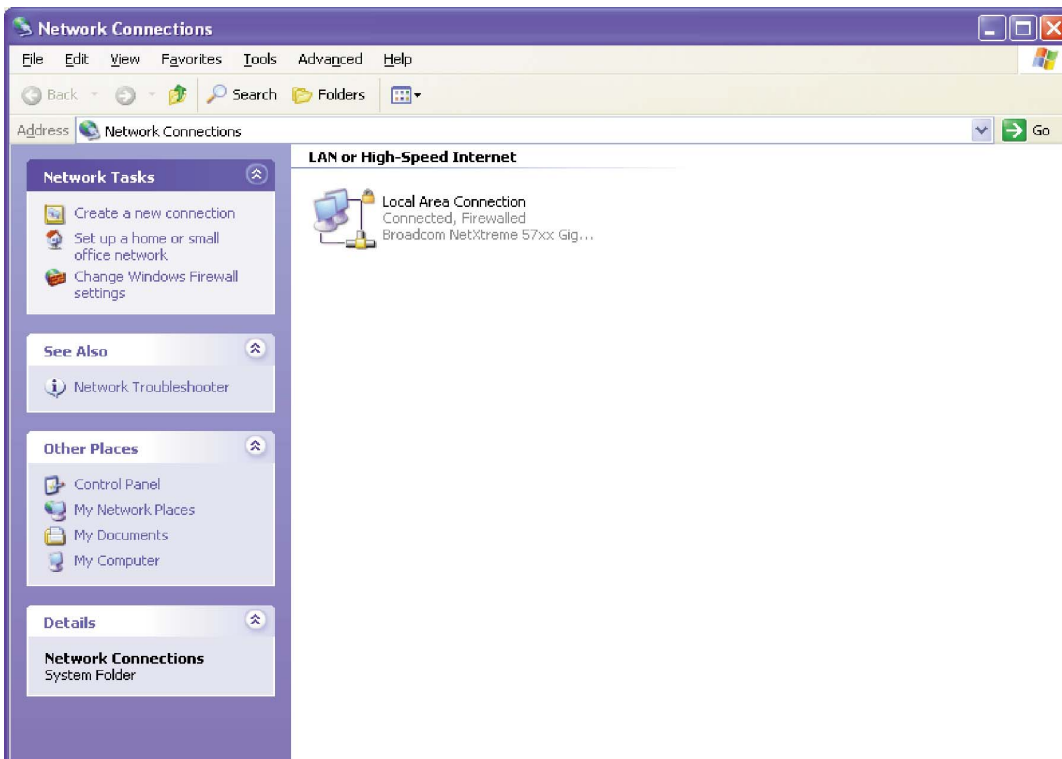 Network Connections
File Edit View Favorites Tools Advanced Help
Back Search Folders
Address Network Connections Go
Network Tasks
Create a new connection
Set up a home or small
office network
Change Windows Firewall
settings
See Also
Network Troubleshooter
Other Places
Control Panel
My Network Places
My Documents
My Computer
Details
Network Connections
System Folder
LAN or High-Speed Internet
Local Area Connection
Connected, Firewalled
Broadcom NetXtreme 57xx Gig...